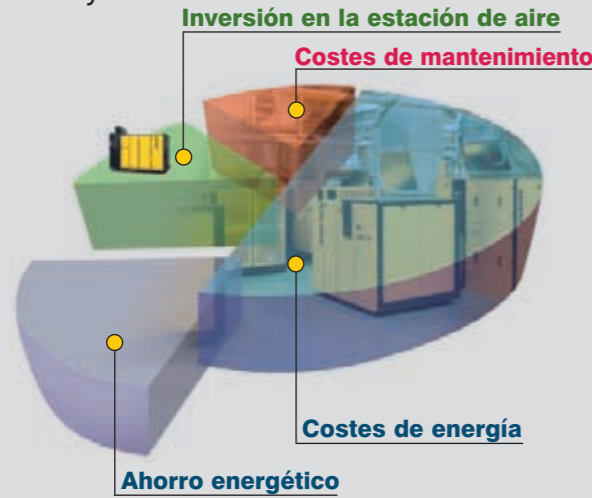 Inversión en la estación de aire
Costes de mantenimiento
Costes de energía
Ahorro energético